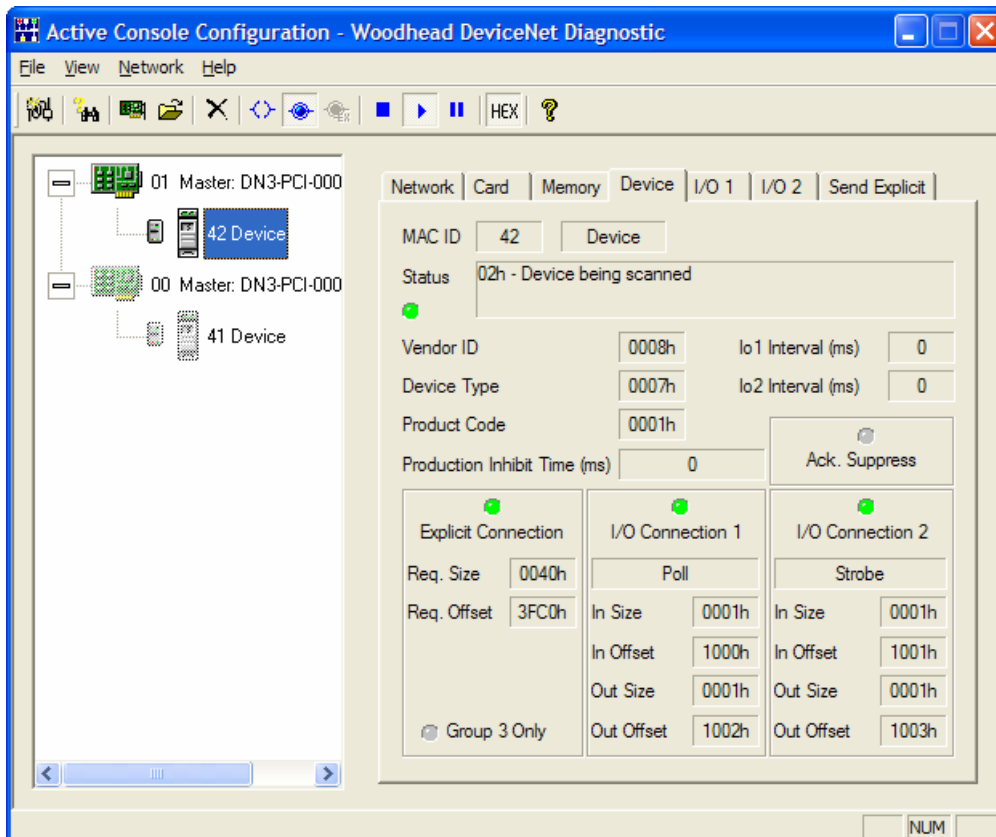 Active Console Configuration - Woodhead DeviceNet Diagnostic
File View Network Help
HEX
01 Master: DN3-PCI-000
42 Device
00 Master: DN3-PCI-000
41 Device
Network Card Memory Device I/O 1 I/O 2 Send Explicit
MAC ID 42 Device
Status 02h - Device being scanned
Vendor ID 0008h Io1 Interval (ms) 0
Device Type 0007h Io2 Interval (ms) 0
Product Code 0001h
Production Inhibit Time (ms) 0
Ack. Suppress
Explicit Connection
Req. Size 0040h
Req. Offset 3FC0h
Group 3 Only
I/O Connection 1
Poll
In Size 0001h
In Offset 1000h
Out Size 0001h
Out Offset 1002h
I/O Connection 2
Strobe
In Size 0001h
In Offset 1001h
Out Size 0001h
Out Offset 1003h
NUM